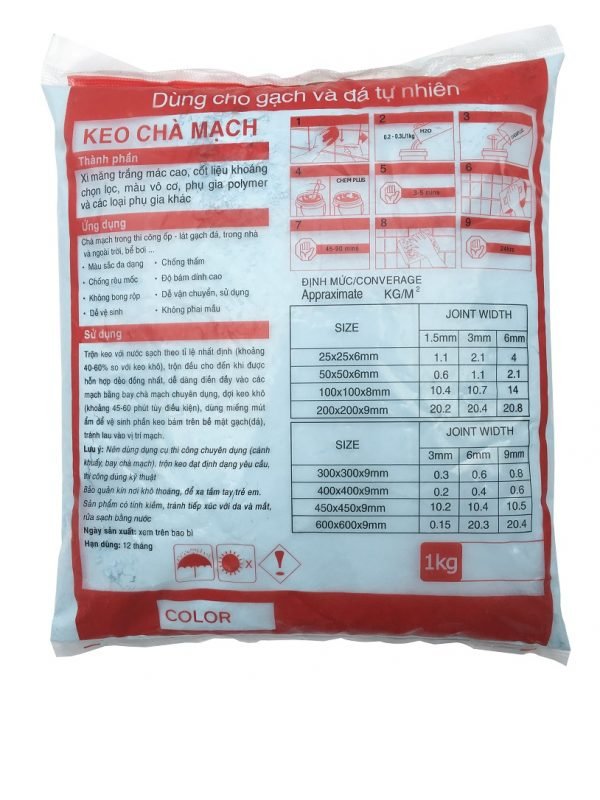 Dùng cho gạch và đá tự nhiên
KEO CHÀ MẠCH
Thành phần
Xi măng trắng mác cao, cốt liệu khoáng
chọn lọc, màu vô cơ, phụ gia polymer
và các loại phụ gia khác
Ứng dụng
Chà mạch trong thi công ốp - lát gạch đá, trong nhà
và ngoài trời, bể bơi ...
• Màu sắc đa dạng • Chống thấm
• Chống rêu mốc • Độ bám dính cao
• Không bong rộp • Dễ vận chuyển, sử dụng
• Dễ vệ sinh • Không phai mầu
Sử dụng
Trộn keo với nước sạch theo tỉ lệ nhất định (khoảng
40-60% so với keo khô), trộn đều cho đến khi được
hỗn hợp dẻo đồng nhất, dễ dàng điền đầy vào các
mạch bằng bay chà mạch chuyên dụng, đợi keo khô
(khoảng 45-60 phút tùy điều kiện), dùng miếng mút
ẩm để vệ sinh phần keo bám trên bề mặt gạch(đá),
tránh lau vào vị trí mạch.
Lưu ý: Nên dùng dụng cụ thi công chuyên dụng (cánh
khuấy, bay chà mạch), trộn keo đạt định dạng yêu cầu,
thi công đúng kỹ thuật
Bảo quản kín nơi khô thoáng, để xa tầm tay trẻ em.
Sản phẩm có tính kiềm, tránh tiếp xúc với da và mắt,
rửa sạch bằng nước
Ngày sản xuất: xem trên bao bì
Hạn dùng: 12 tháng
1 2 3
0.2 - 0.3L/1kg H2O
4 5 6
CHEM PLUS 3-5 mins
7 8 9
45-90 mins 24hrs
ĐỊNH MỨC/CONVERAGE
Appraximate KG/M2
SIZE JOINT WIDTH
1.5mm 3mm 6mm
25x25x6mm 1.1 2.1 4
50x50x6mm 0.6 1.1 2.1
100x100x8mm 10.4 10.7 14
200x200x9mm 20.2 20.4 20.8
SIZE JOINT WIDTH
3mm 6mm 9mm
300x300x9mm 0.3 0.6 0.8
400x400x9mm 0.2 0.4 0.6
450x450x9mm 10.2 10.4 10.5
600x600x9mm 0.15 20.3 20.4
X
1kg
COLOR